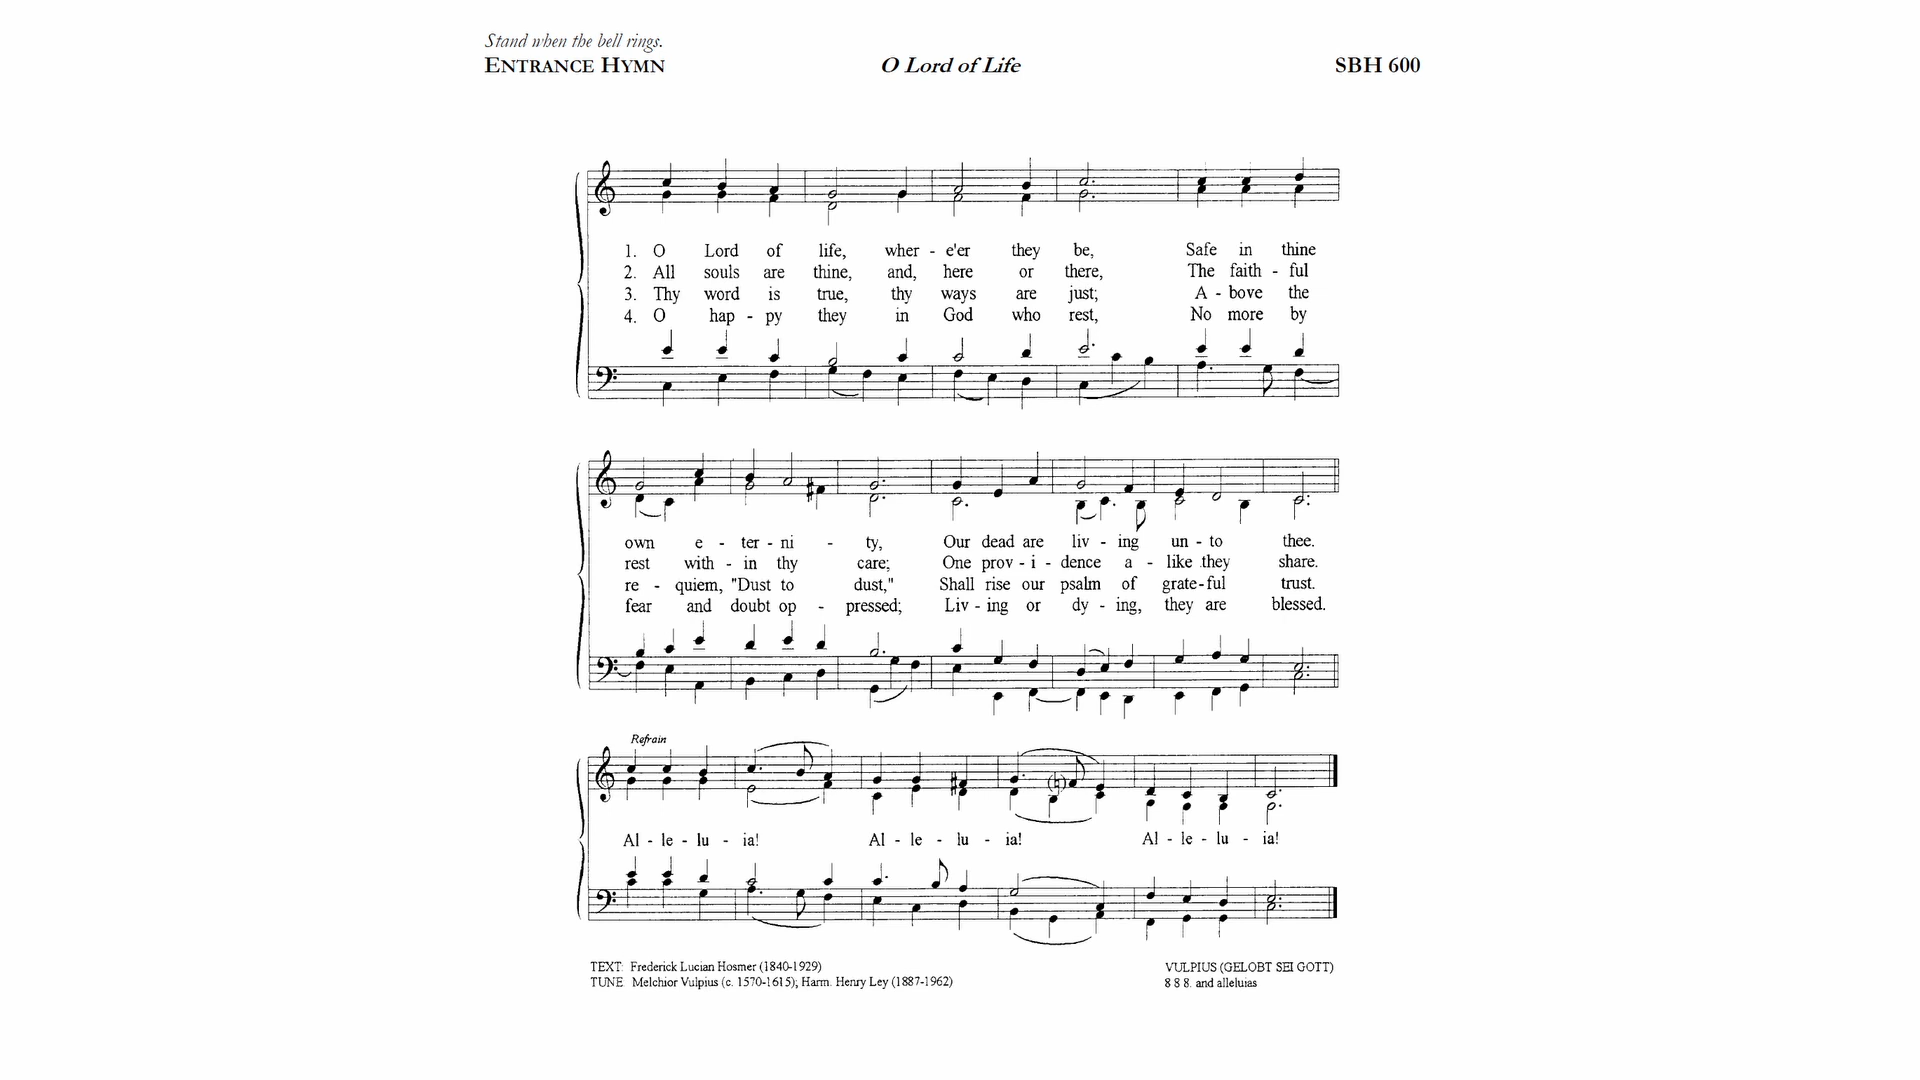 Stand when the bell rings.
ENTRANCE HYMN O Lord of Life SBH 600
1. O Lord of life, wher - e'er they be, Safe in thine
2. All souls are thine, and, here or there, The faith - ful
3. Thy word is true, thy ways are just; A - bove the
4. O hap - py they in God who rest, No more by
own e - ter - ni - ty, Our dead are liv - ing un - to thee.
rest with - in thy care; One prov - i - dence a - like they share.
re - quiem, "Dust to dust," Shall rise our psalm of grate - ful trust.
fear and doubt op - pressed; Liv - ing or dy - ing, they are blessed.
Refrain
Al - le - lu - ia! Al - le - lu - ia! Al - le - lu - ia!
TEXT: Frederick Lucian Hosmer (1840-1929) VULPIUS (GELOBT SEI GOTT)
TUNE Melchior Vulpius (c. 1570-1615); Harm. Henry Ley (1887-1962) 8 8 8. and alleluias